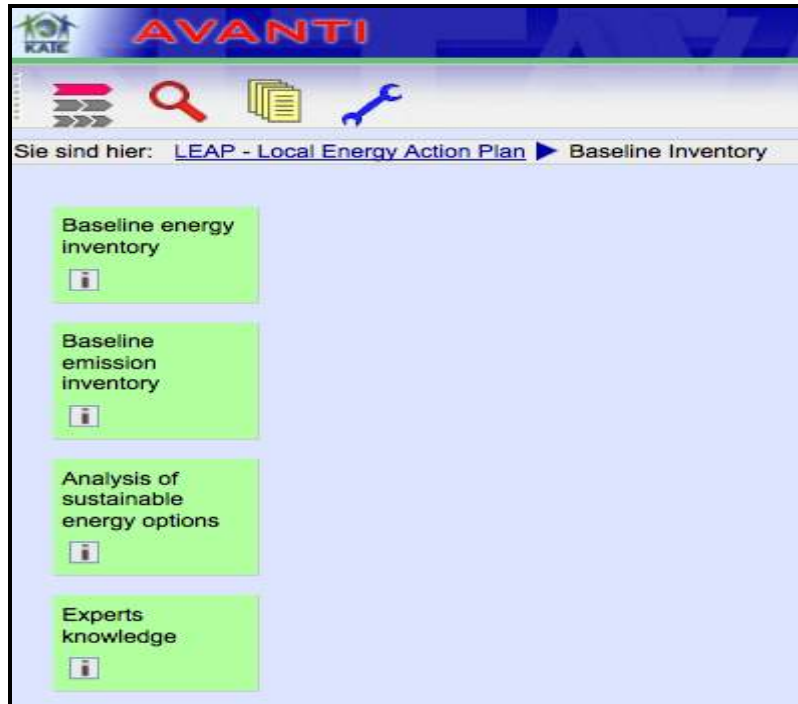 KATE
AVANTI
Sie sind hier: LEAP - Local Energy Action Plan Baseline Inventory
Baseline energy
inventory
i
Baseline
emission
inventory
i
Analysis of
sustainable
energy options
i
Experts
knowledge
i